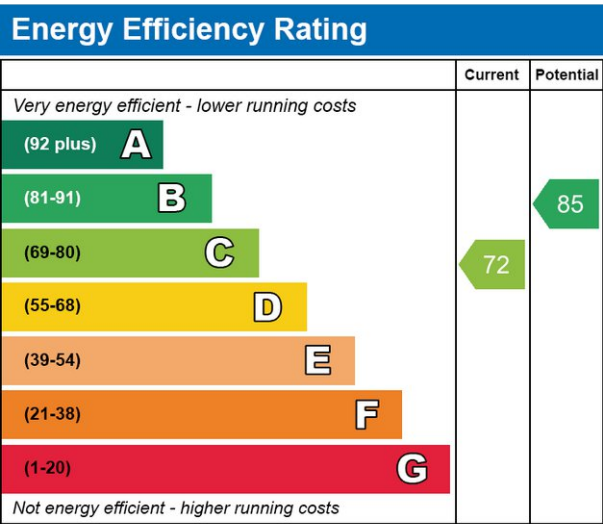 Energy Efficiency Rating
Current Potential
Very energy efficient - lower running costs
(92 plus) A
(81-91) B
85
(69-80) C
72
(55-68) D
(39-54) E
(21-38) F
(1-20) G
Not energy efficient - higher running costs